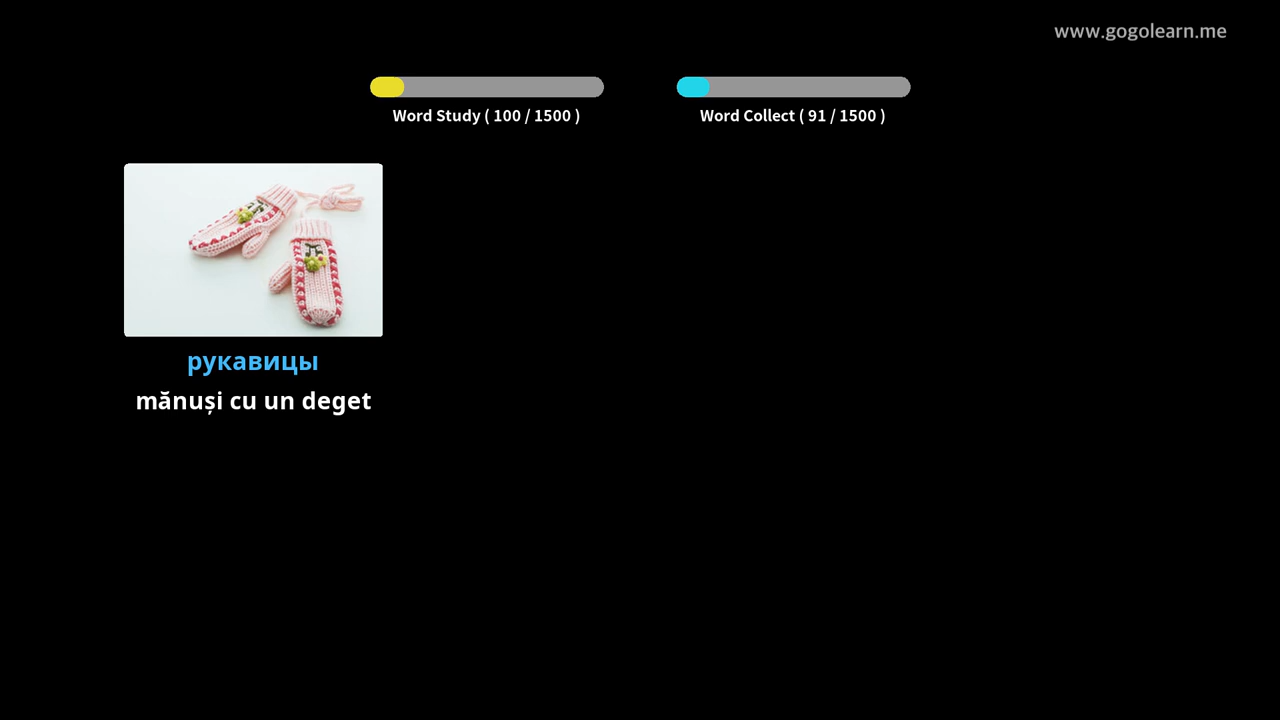 www.gogolearn.me
Word Study ( 100 / 1500 )
Word Collect ( 91 / 1500 )
рукавицы
mănuși cu un deget